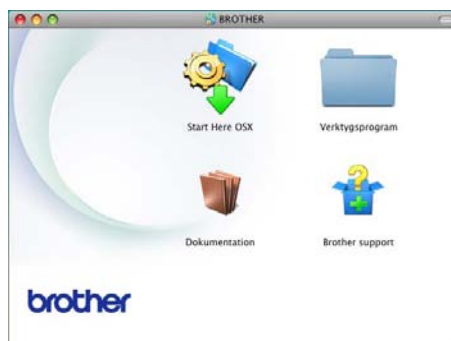 BROTHER
Start Here OSX
Verktygsprogram
Dokumentation
Brother support
brother